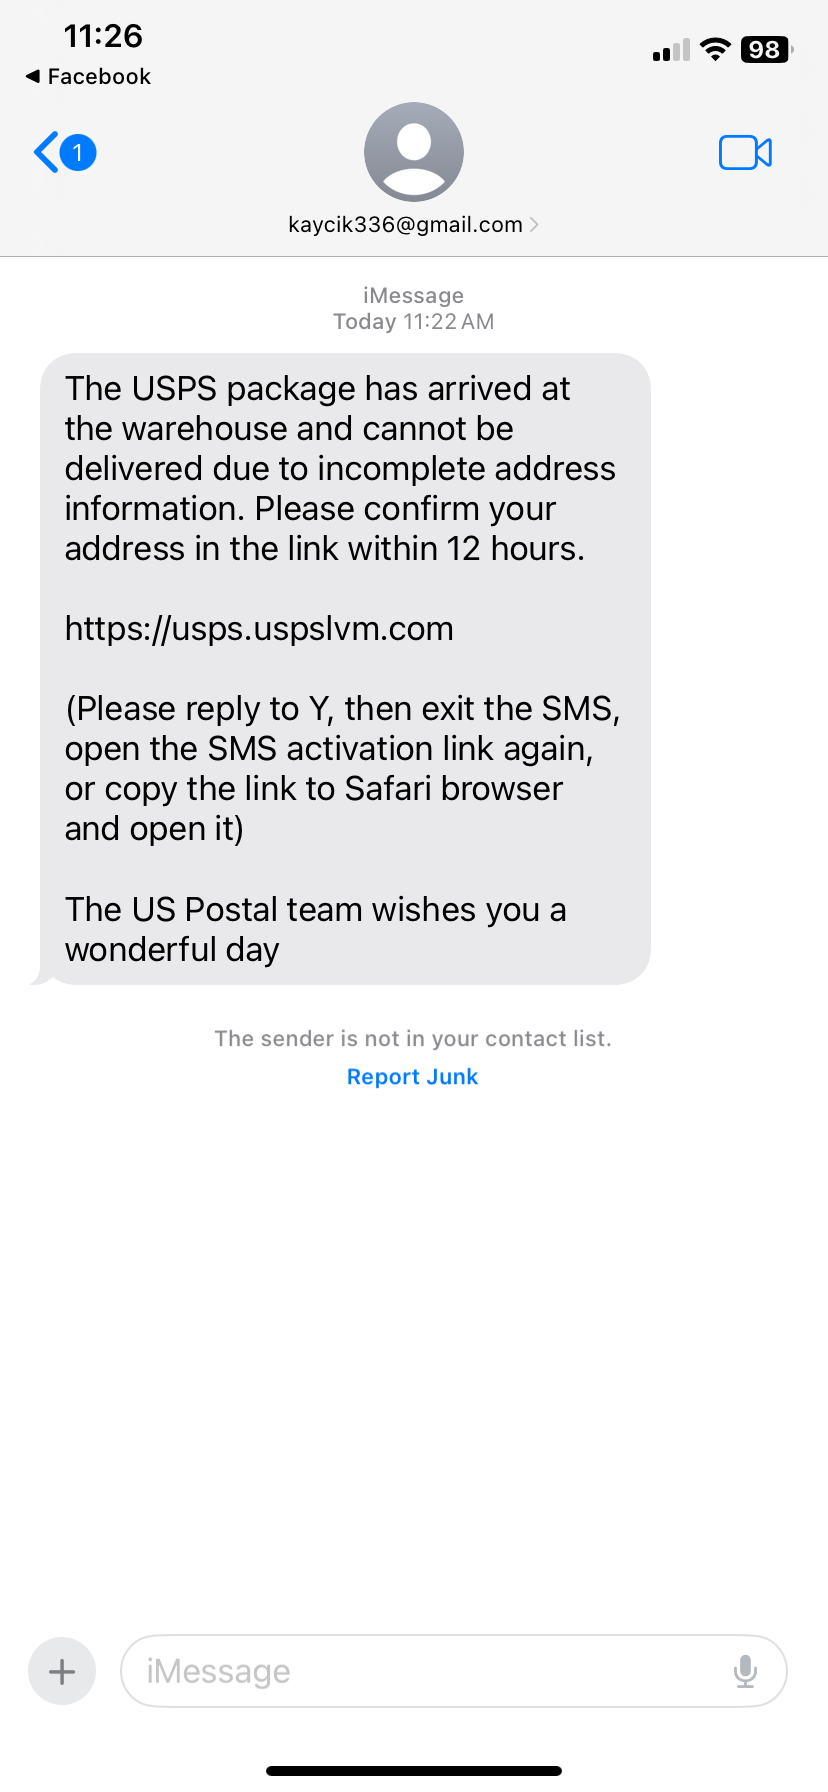 11:26
98
◀ Facebook
1
kaycik336@gmail.com
iMessage
Today 11:22 AM
The USPS package has arrived at
the warehouse and cannot be
delivered due to incomplete address
information. Please confirm your
address in the link within 12 hours.
https://usps.uspslvm.com
(Please reply to Y, then exit the SMS,
open the SMS activation link again,
or copy the link to Safari browser
and open it)
The US Postal team wishes you a
wonderful day
The sender is not in your contact list.
Report Junk
iMessage